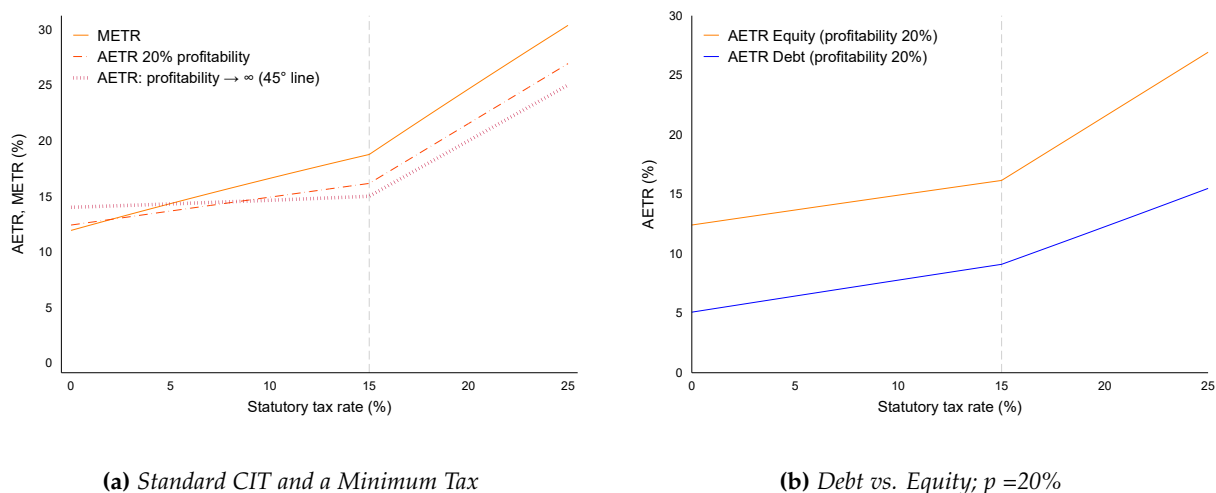 30
25
20
15
10
5
0
AETR, METR (%)
METR
AETR 20% profitability
AETR: profitability → ∞ (45° line)
0 5 10 15 20 25
Statutory tax rate (%)
(a) Standard CIT and a Minimum Tax
30
25
20
15
10
5
0
AETR (%)
AETR Equity (profitability 20%)
AETR Debt (profitability 20%)
0 5 10 15 20 25
Statutory tax rate (%)
(b) Debt vs. Equity; p =20%